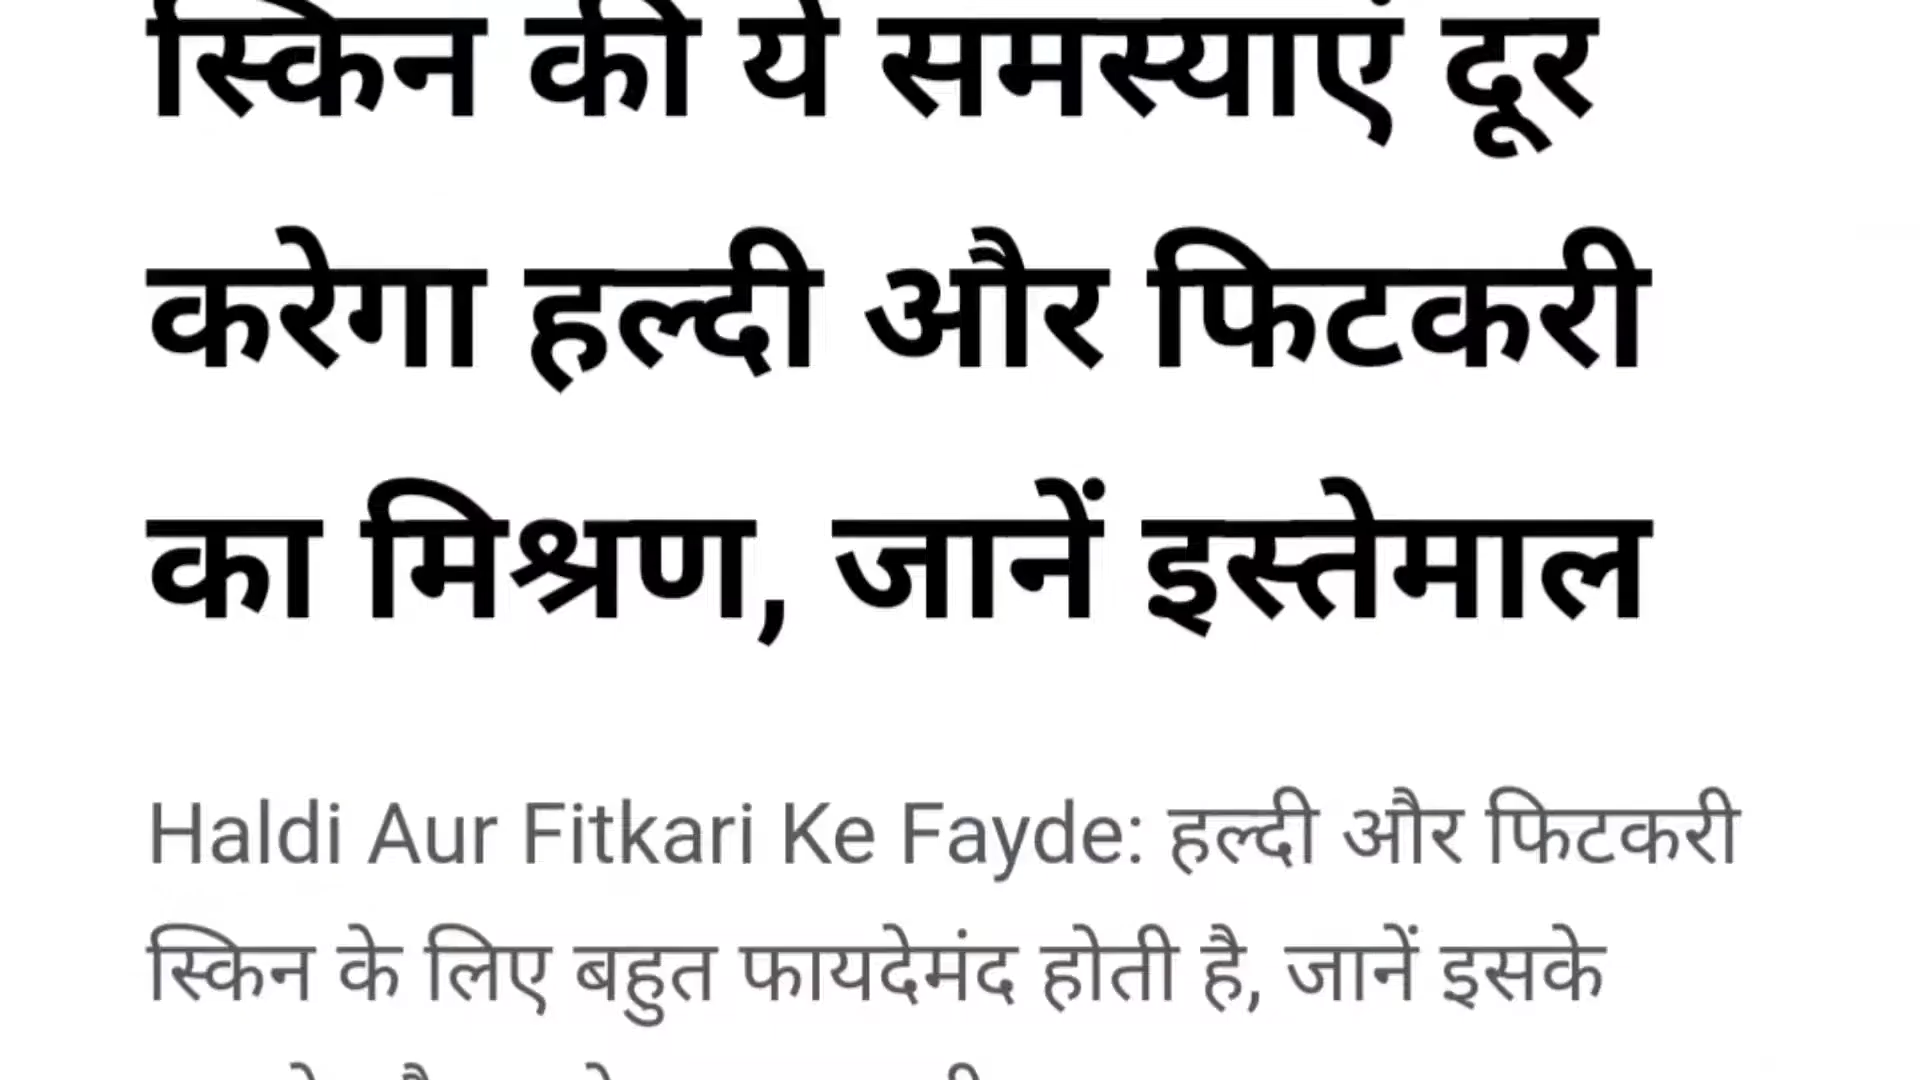 स्किन की ये समस्याएं दूर
करेगा हल्दी और फिटकरी
का मिश्रण, जानें इस्तेमाल
Haldi Aur Fitkari Ke Fayde: हल्दी और फिटकरी
स्किन के लिए बहुत फायदेमंद होती है, जानें इसके